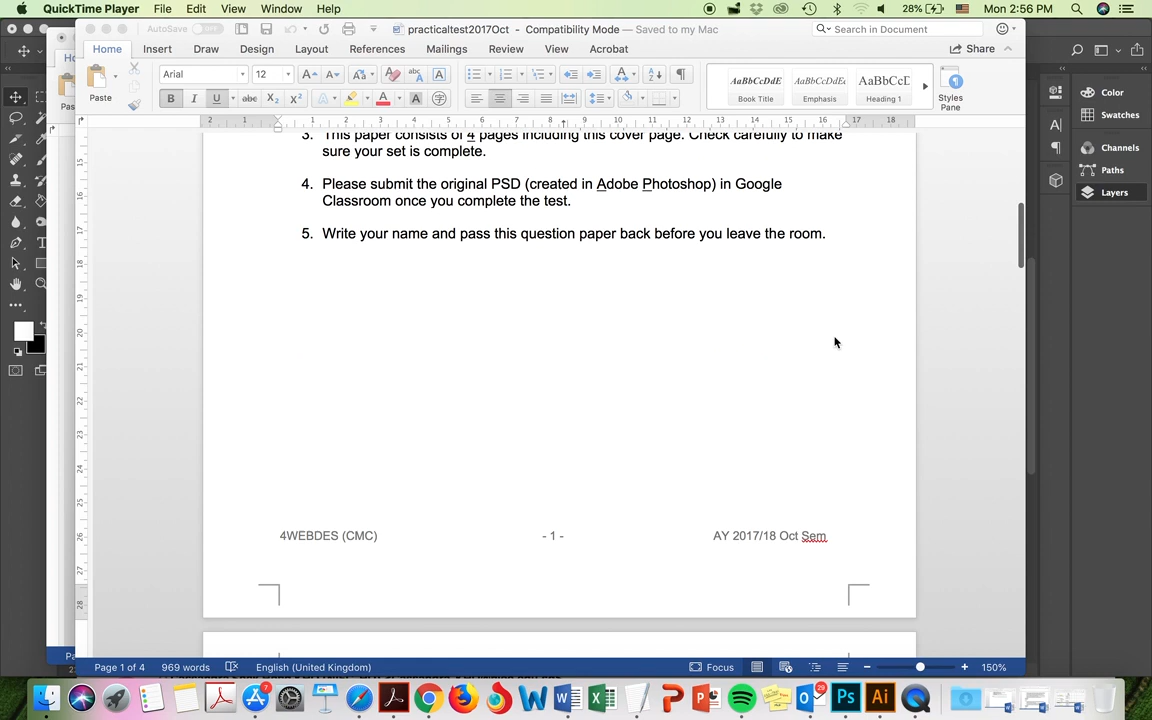 QuickTime Player File Edit View Window Help 28% Mon 2:56 PM
AutoSave OFF practicaltest2017Oct - Compatibility Mode — Saved to my Mac Search in Document
Home Insert Draw Design Layout References Mailings Review View Acrobat Share
Paste Arial 12
AaBbCcDdE AaBbCcDdEe AaBbCcD
Book Title Emphasis Heading 1 Styles Pane
Color
Swatches
Channels
Paths
Layers
3. This paper consists of 4 pages including this cover page. Check carefully to make
sure your set is complete.
4. Please submit the original PSD (created in Adobe Photoshop) in Google
Classroom once you complete the test.
5. Write your name and pass this question paper back before you leave the room.
4WEBDES (CMC) - 1 - AY 2017/18 Oct Sem
Page 1 of 4 969 words English (United Kingdom) Focus 150%